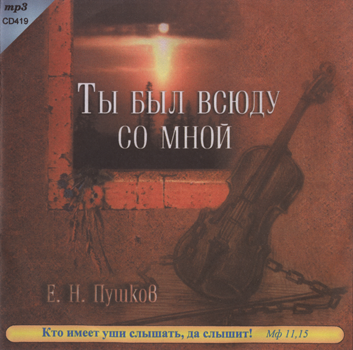 mp3
CD419
Ты был всюду
со мной
Е. Н. Пушков
Кто имеет уши слышать, да слышит! Мф 11,15